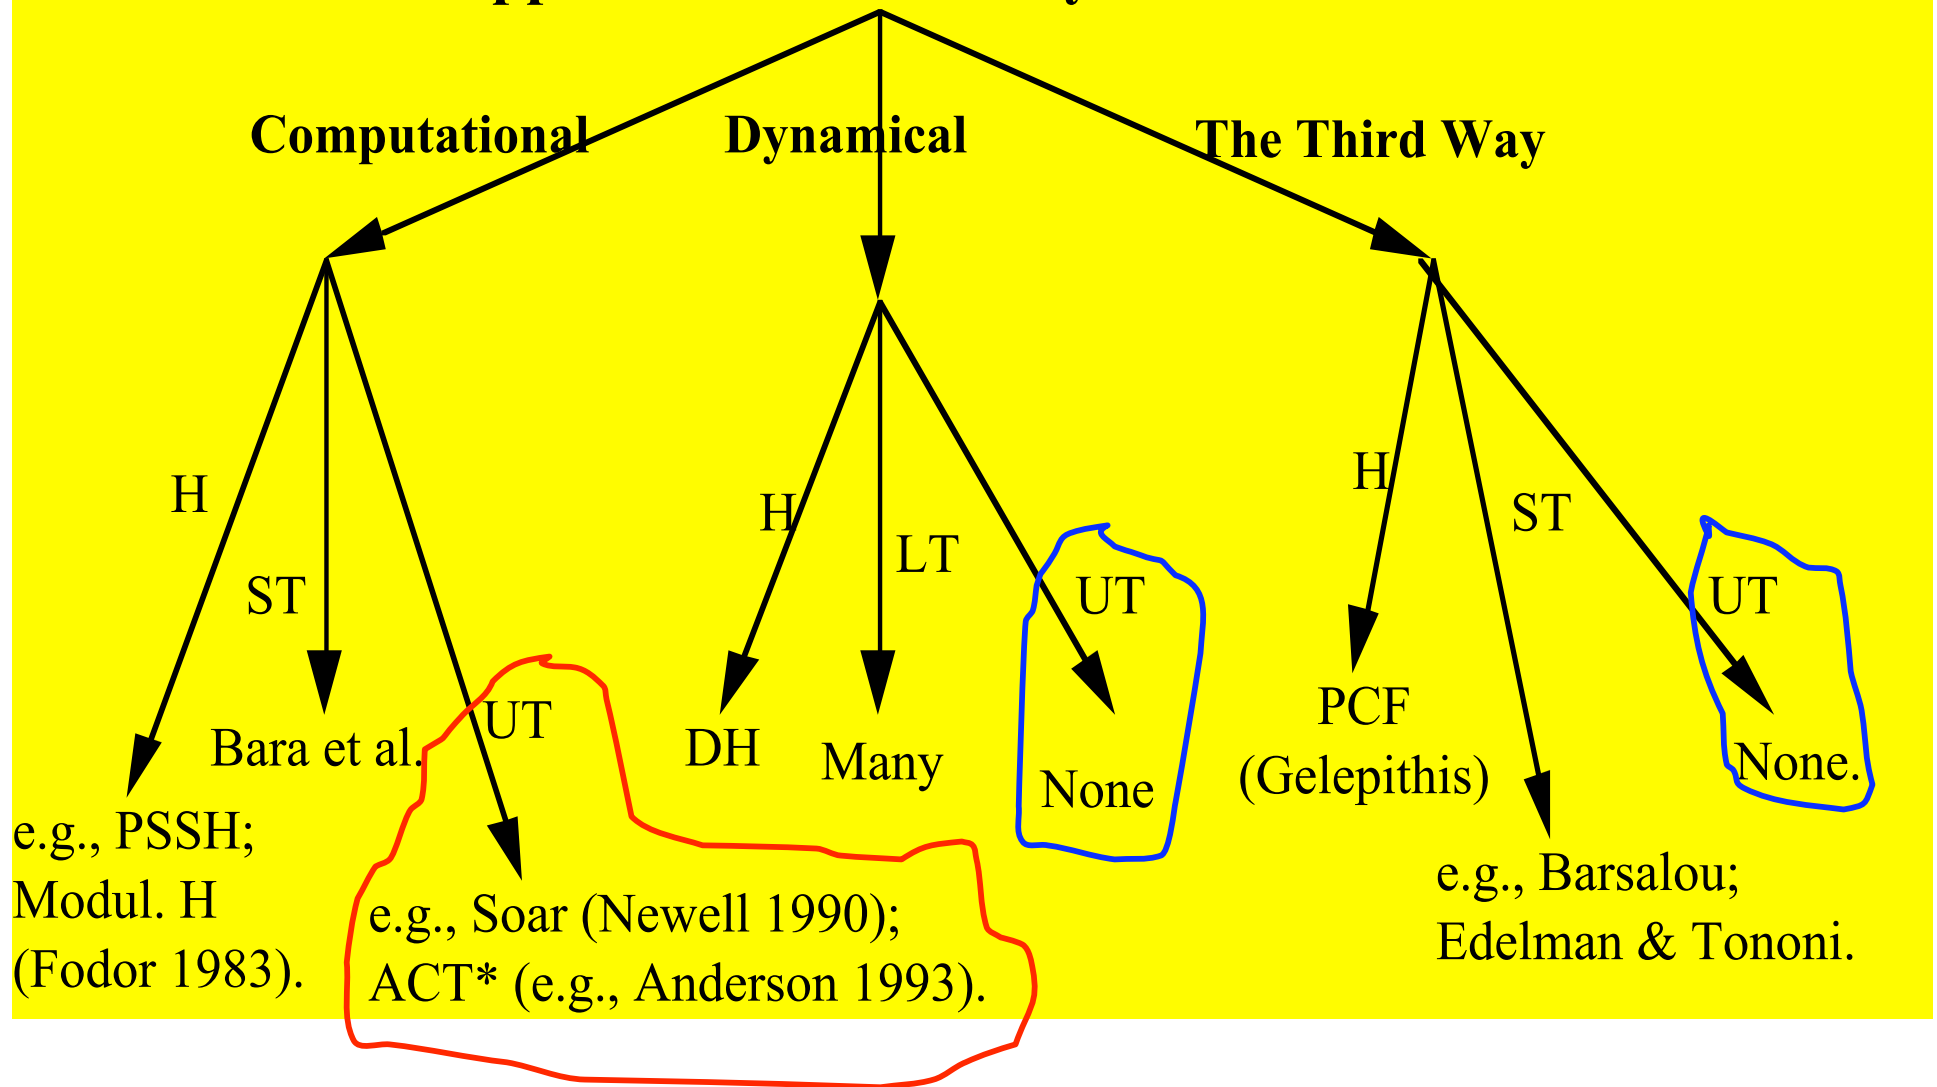 Computational
Dynamical
The Third Way
H
ST
UT
H
LT
UT
H
ST
UT
Bara et al.
DH
Many
None
PCF
(Gelepithis)
None.
e.g., PSSH;
Modul. H
(Fodor 1983).
e.g., Soar (Newell 1990);
ACT* (e.g., Anderson 1993).
e.g., Barsalou;
Edelman & Tononi.